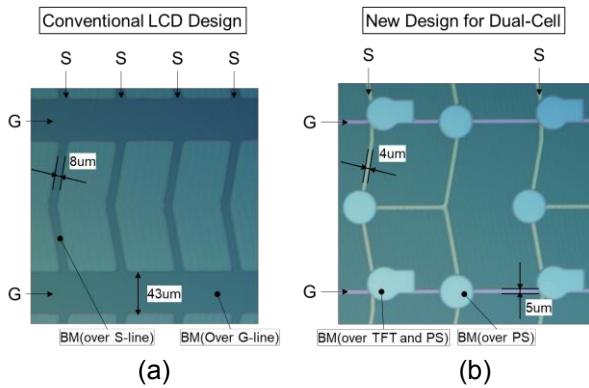 Conventional LCD Design
New Design for Dual-Cell
S S S S
S S
G
G
8um
4um
43um
5um
G
G
BM(over S-line)
BM(Over G-line)
BM(over TFT and PS)
BM(over PS)
(a)
(b)